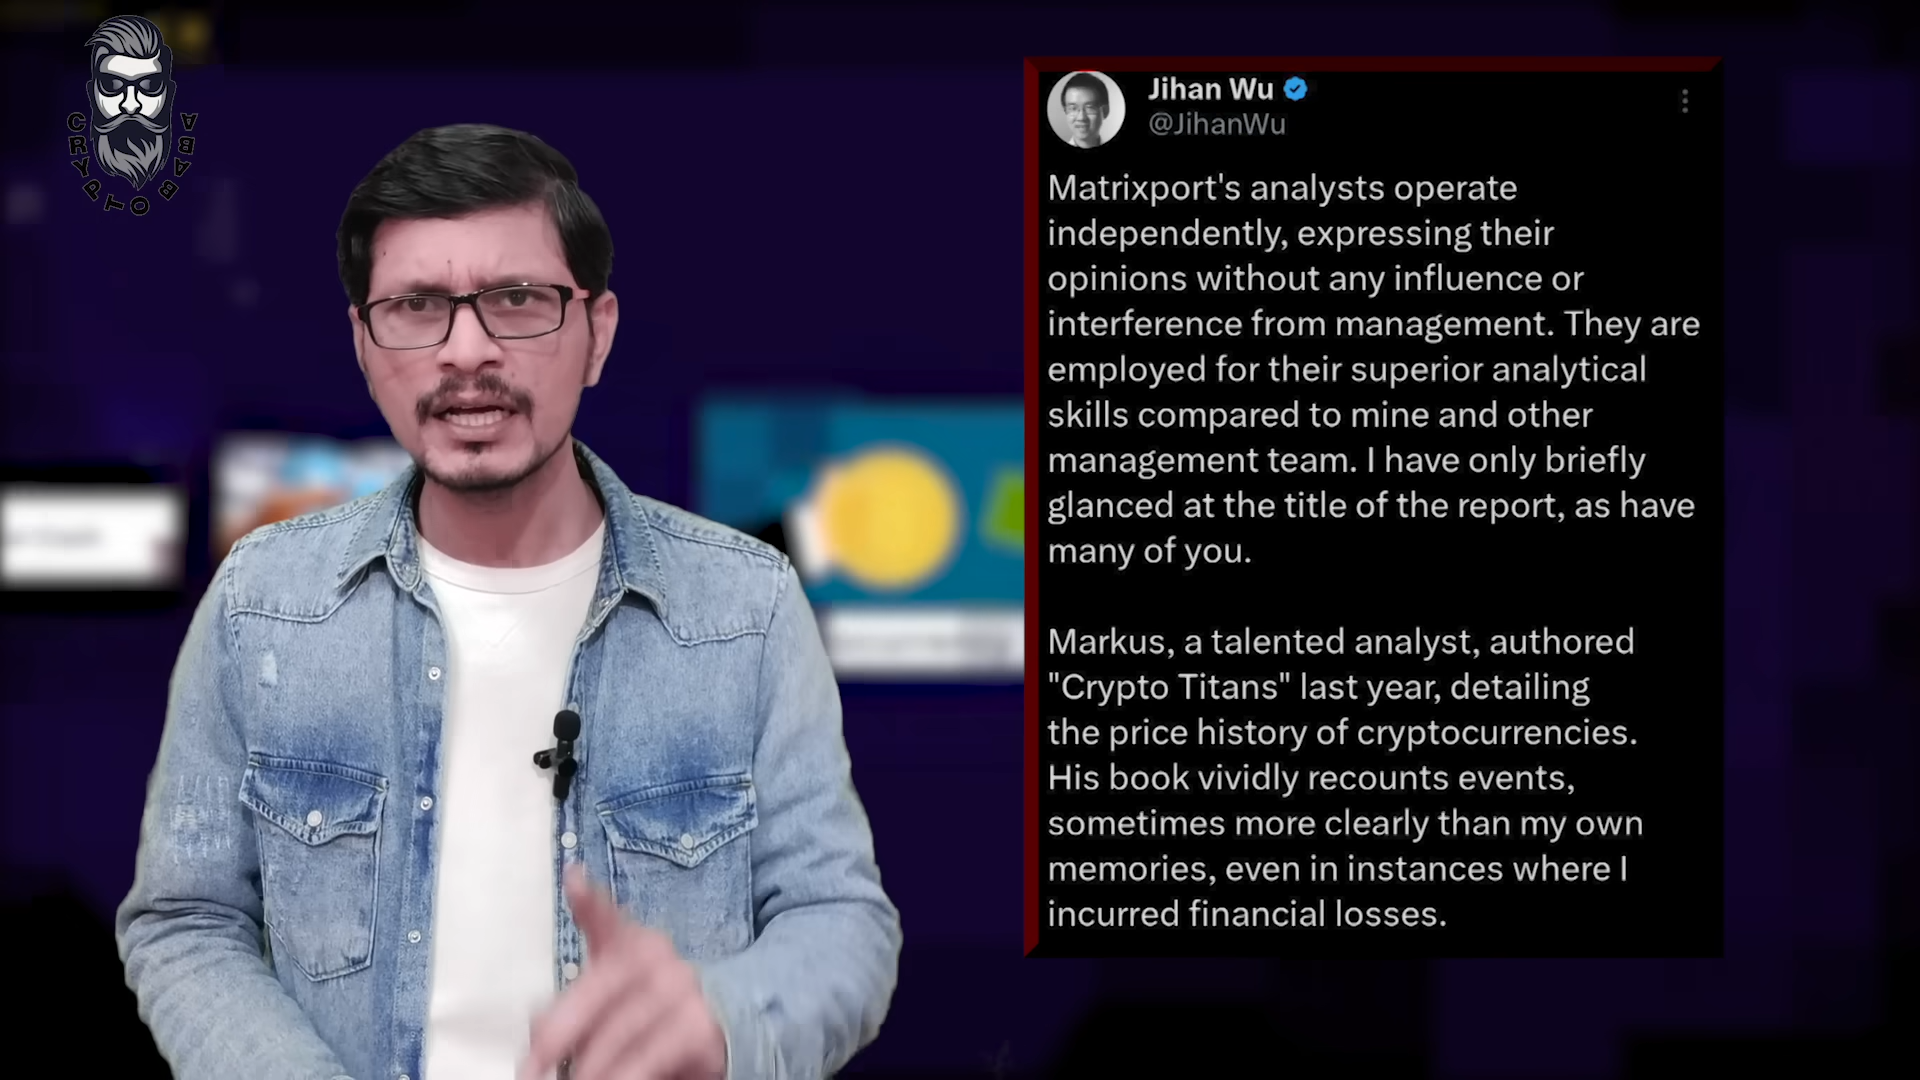 CRYPTO BABA
Jihan Wu
@JihanWu
Matrixport's analysts operate
independently, expressing their
opinions without any influence or
interference from management. They are
employed for their superior analytical
skills compared to mine and other
management team. I have only briefly
glanced at the title of the report, as have
many of you.
Markus, a talented analyst, authored
"Crypto Titans" last year, detailing
the price history of cryptocurrencies.
His book vividly recounts events,
sometimes more clearly than my own
memories, even in instances where I
incurred financial losses.